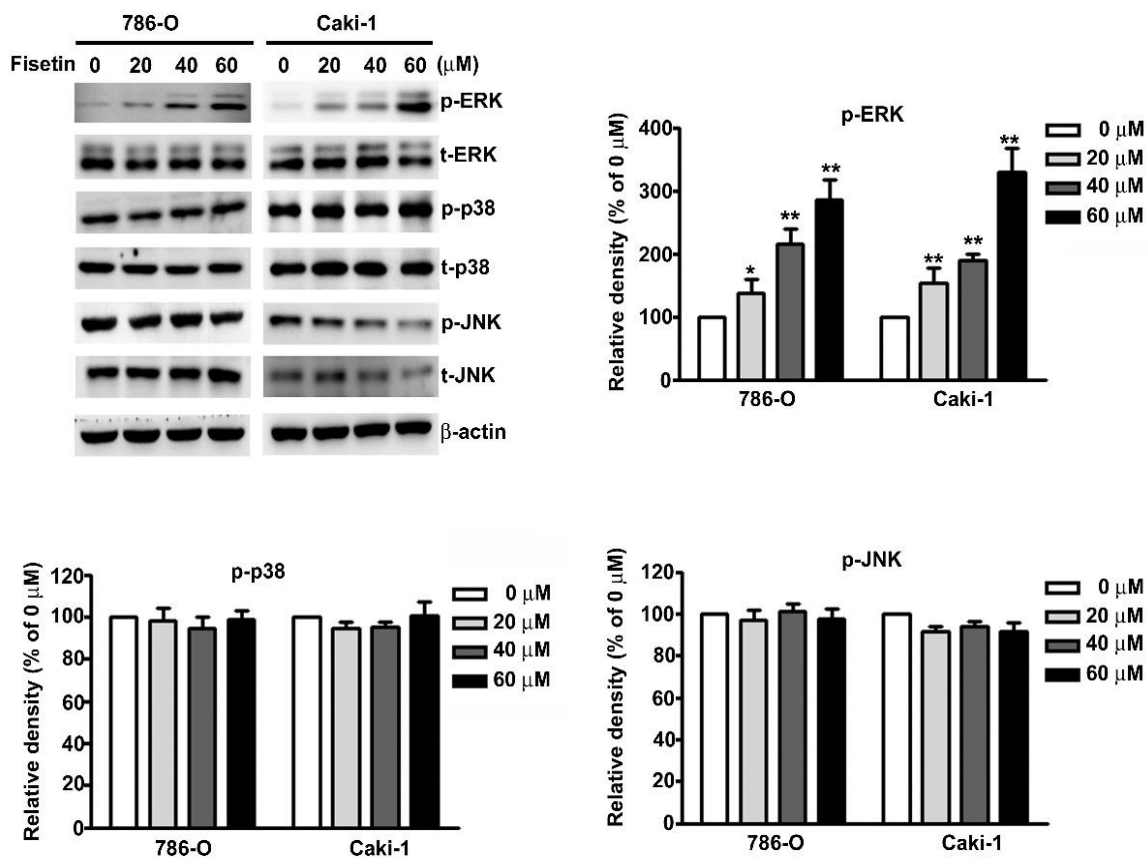 786-O Caki-1
Fisetin 0 20 40 60 0 20 40 60 (μM)
p-ERK
t-ERK
p-p38
t-p38
p-JNK
t-JNK
β-actin
p-ERK
Relative density (% of 0 μM)
400
300
200
100
0
* ** ** ** ** **
786-O Caki-1
0 μM
20 μM
40 μM
60 μM
p-p38
Relative density (% of 0 μM)
120
100
80
60
40
20
0
786-O Caki-1
0 μM
20 μM
40 μM
60 μM
p-JNK
Relative density (% of 0 μM)
120
100
80
60
40
20
0
786-O Caki-1
0 μM
20 μM
40 μM
60 μM